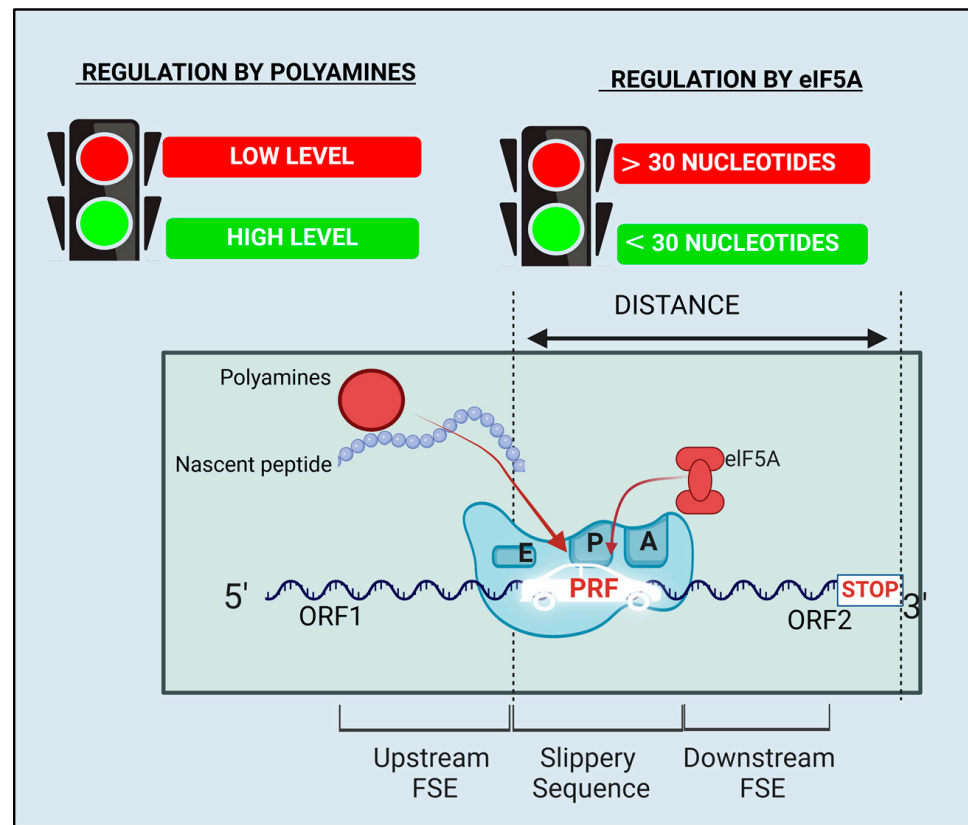 REGULATION BY POLYAMINES
LOW LEVEL
HIGH LEVEL
REGULATION BY eIF5A
> 30 NUCLEOTIDES
< 30 NUCLEOTIDES
DISTANCE
Polyamines
Nascent peptide
eIF5A
E P A
5' PRF STOP 3'
ORF1 ORF2
Upstream
FSE
Slippery
Sequence
Downstream
FSE